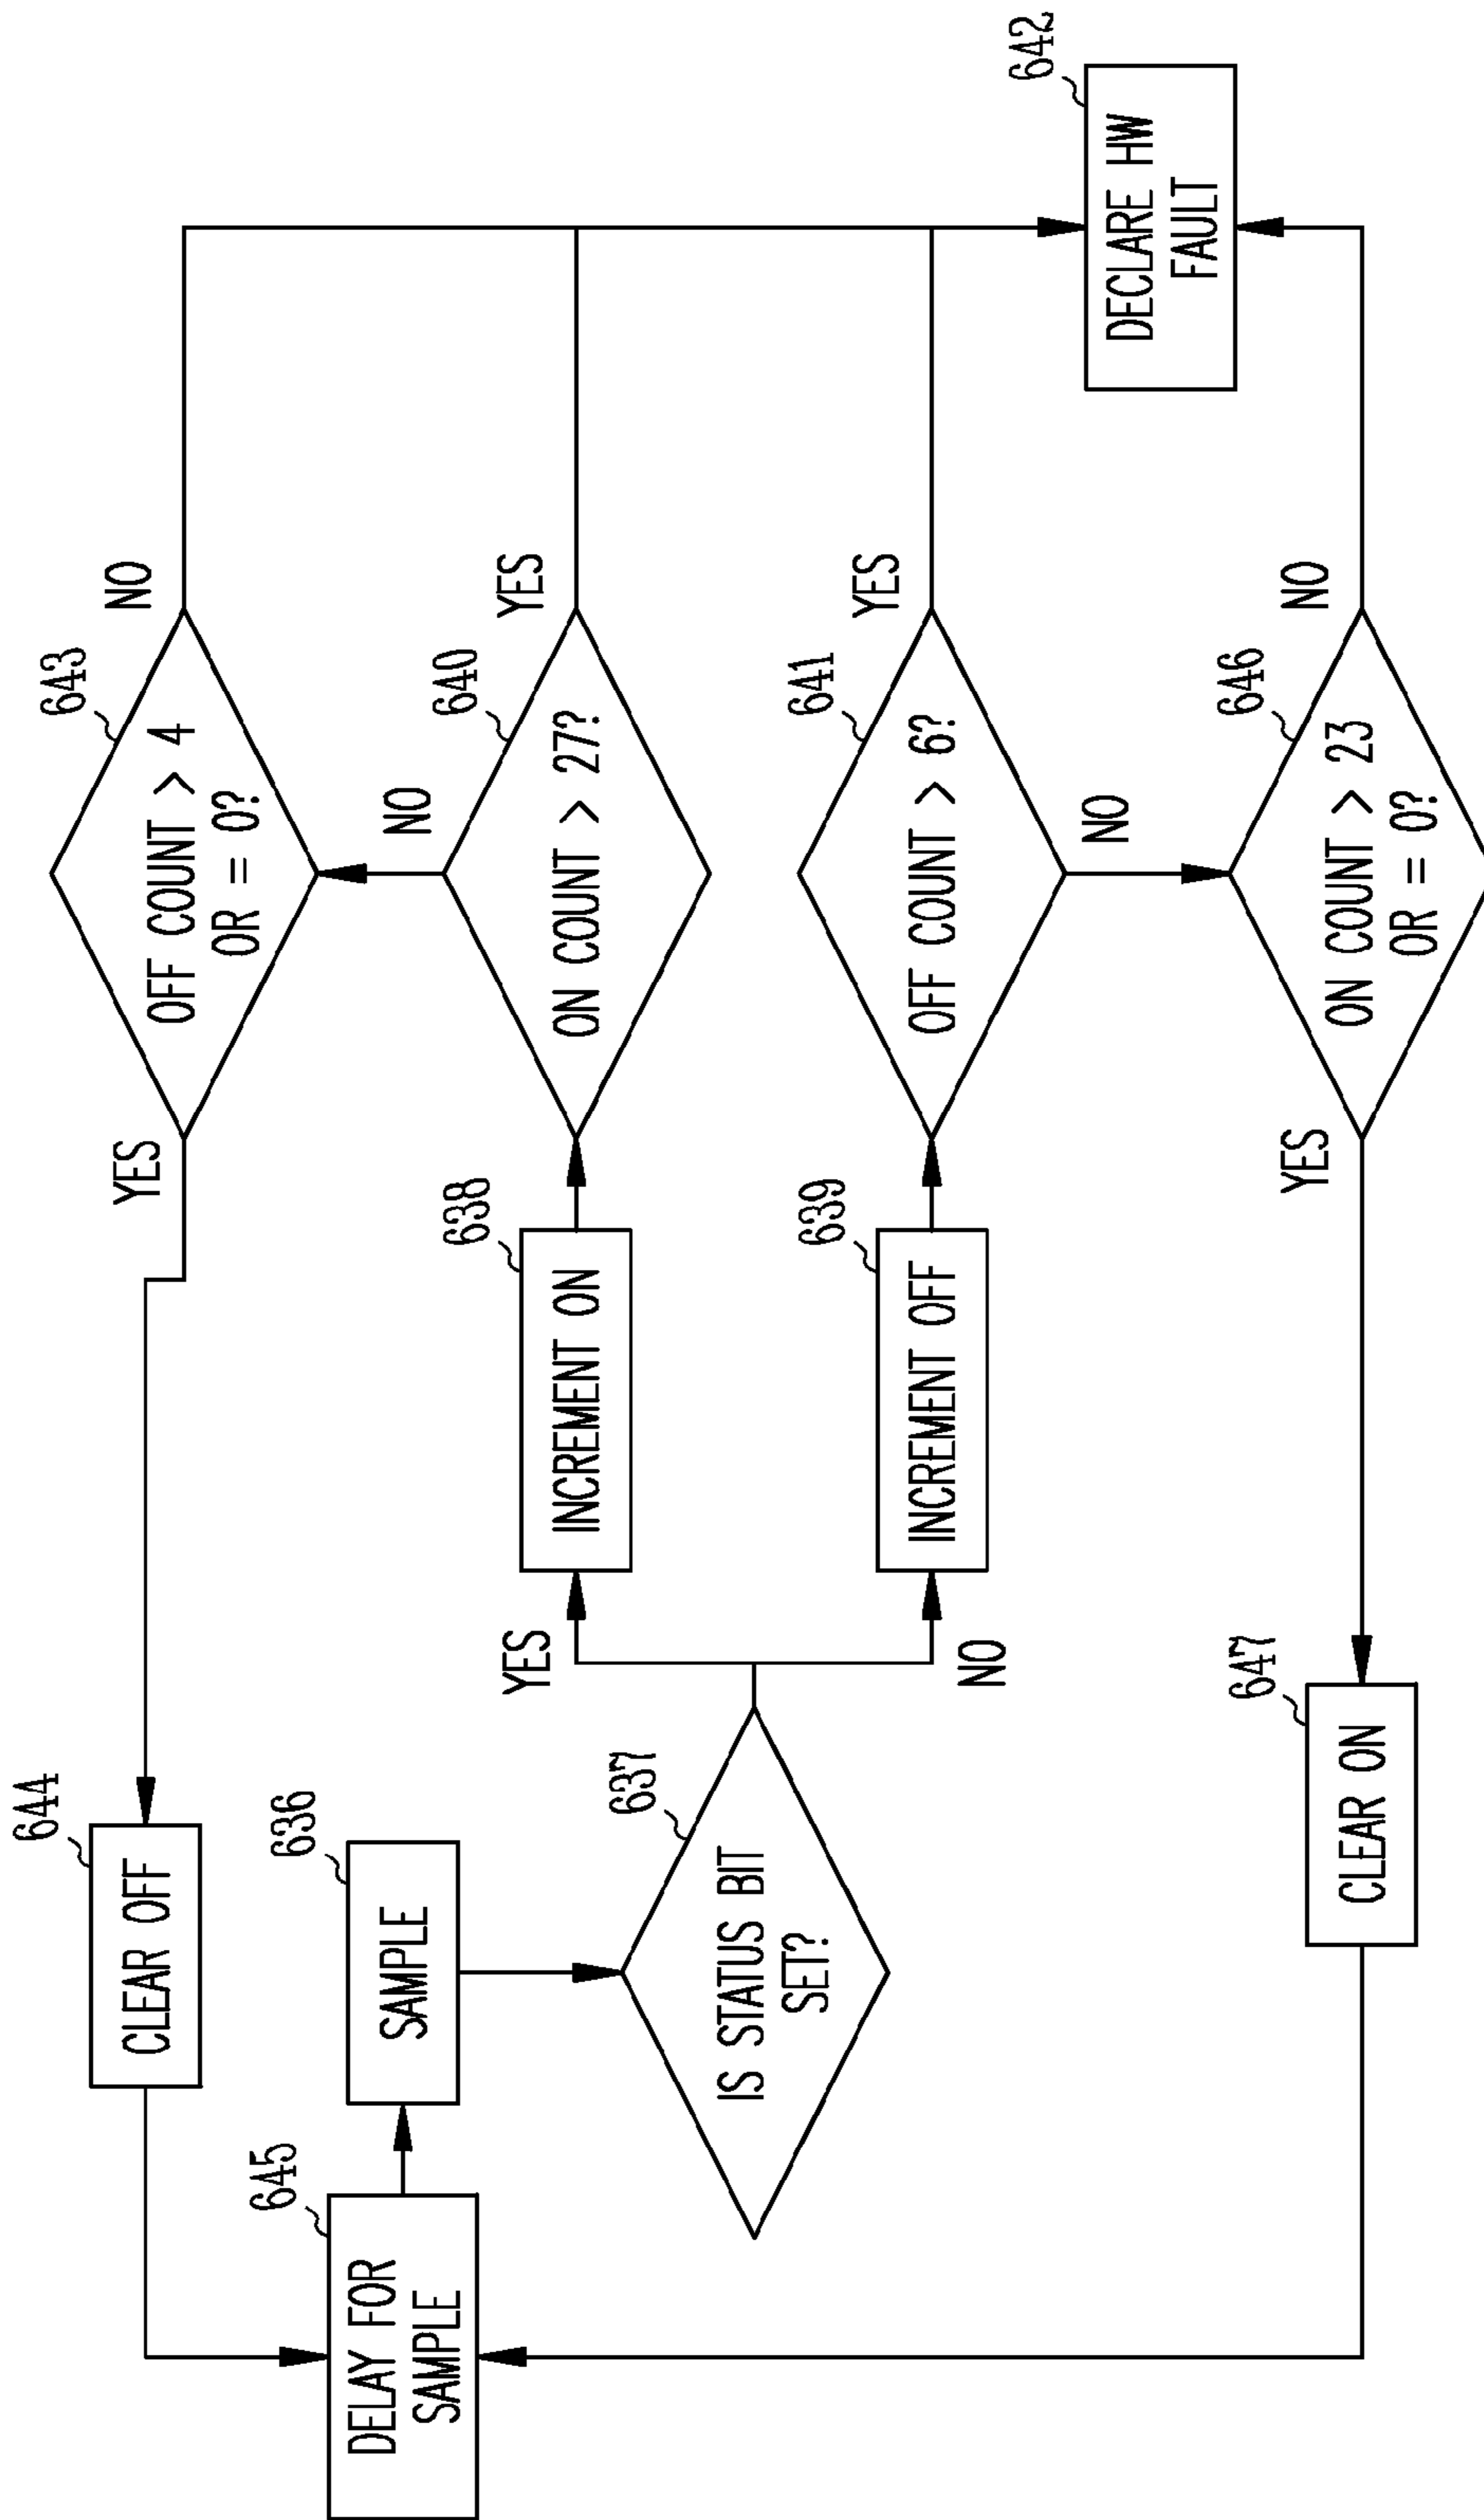 644
CLEAR OFF
YES
643
OFF COUNT > 4
OR = 0?
NO
645
DELAY FOR
SAMPLE
636
SAMPLE
NO
637
IS STATUS BIT
SET?
YES
638
INCREMENT ON
640
ON COUNT > 27?
YES
NO
639
INCREMENT OFF
641
OFF COUNT > 6?
YES
NO
642
DECLARE HW
FAULT
647
CLEAR ON
YES
646
ON COUNT > 23
OR = 0?
NO